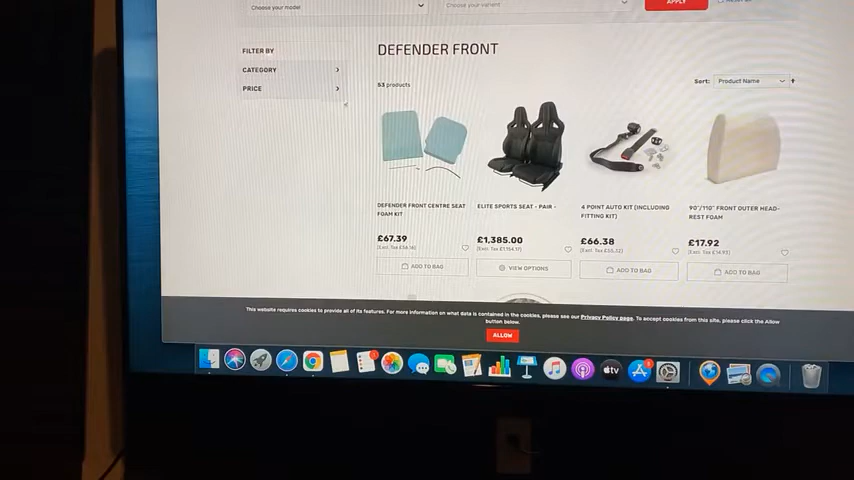 Choose your model
Choose your variant
APPLY
FILTER BY
CATEGORY
PRICE
DEFENDER FRONT
53 products
Sort: Product Name
DEFENDER FRONT CENTRE SEAT
FOAM KIT
£67.39
ADD TO BAG
ELITE SPORTS SEAT - PAIR -
£1,385.00
VIEW OPTIONS
4 POINT AUTO KIT (INCLUDING
FITTING KIT)
£66.38
ADD TO BAG
90"/110" FRONT OUTER HEAD-
REST FOAM
£17.92
ADD TO BAG
This website requires cookies to provide all of its features. For more information on what data is contained in the cookies, please see our Privacy Policy page. To accept cookies from this site, please click the Allow
button below.
ALLOW
tv